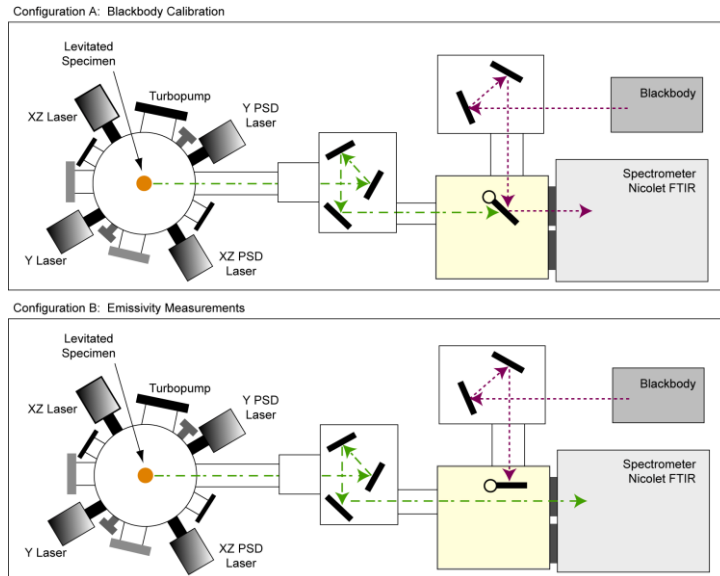 Configuration A:  Blackbody Calibration
Levitated
Specimen
Turbopump
XZ Laser
Y PSD
Laser
Blackbody
Spectrometer
Nicolet FTIR
Y Laser
XZ PSD
Laser
Configuration B:  Emissivity Measurements
Levitated
Specimen
Turbopump
XZ Laser
Y PSD
Laser
Blackbody
Spectrometer
Nicolet FTIR
Y Laser
XZ PSD
Laser